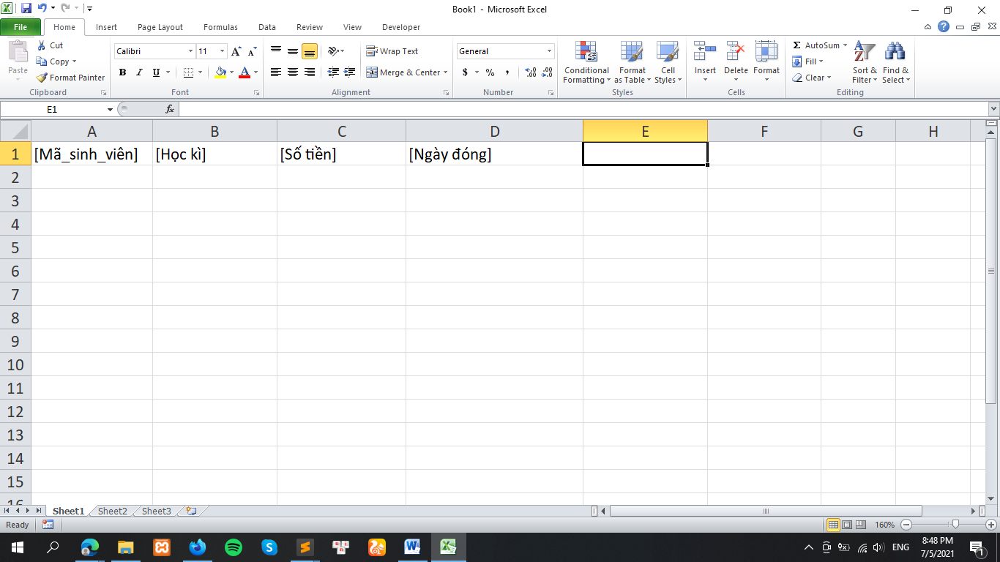 Book1 - Microsoft Excel
File Home Insert Page Layout Formulas Data Review View Developer
Paste
Cut
Copy
Format Painter
Clipboard
Calibri 11
B I U
Font
Wrap Text
Merge & Center
Alignment
General
$ % ,
Number
Conditional Formatting
Format as Table
Cell Styles
Styles
Insert Delete Format
Cells
AutoSum
Fill
Clear
Sort & Filter
Find & Select
Editing
E1 fx
A B C D E F G H
1 [Mã_sinh_viên] [Học kì] [Số tiền] [Ngày đóng]
2
3
4
5
6
7
8
9
10
11
12
13
14
15
16
Sheet1 Sheet2 Sheet3
Ready 160%
ENG 8:48 PM
7/5/2021 1